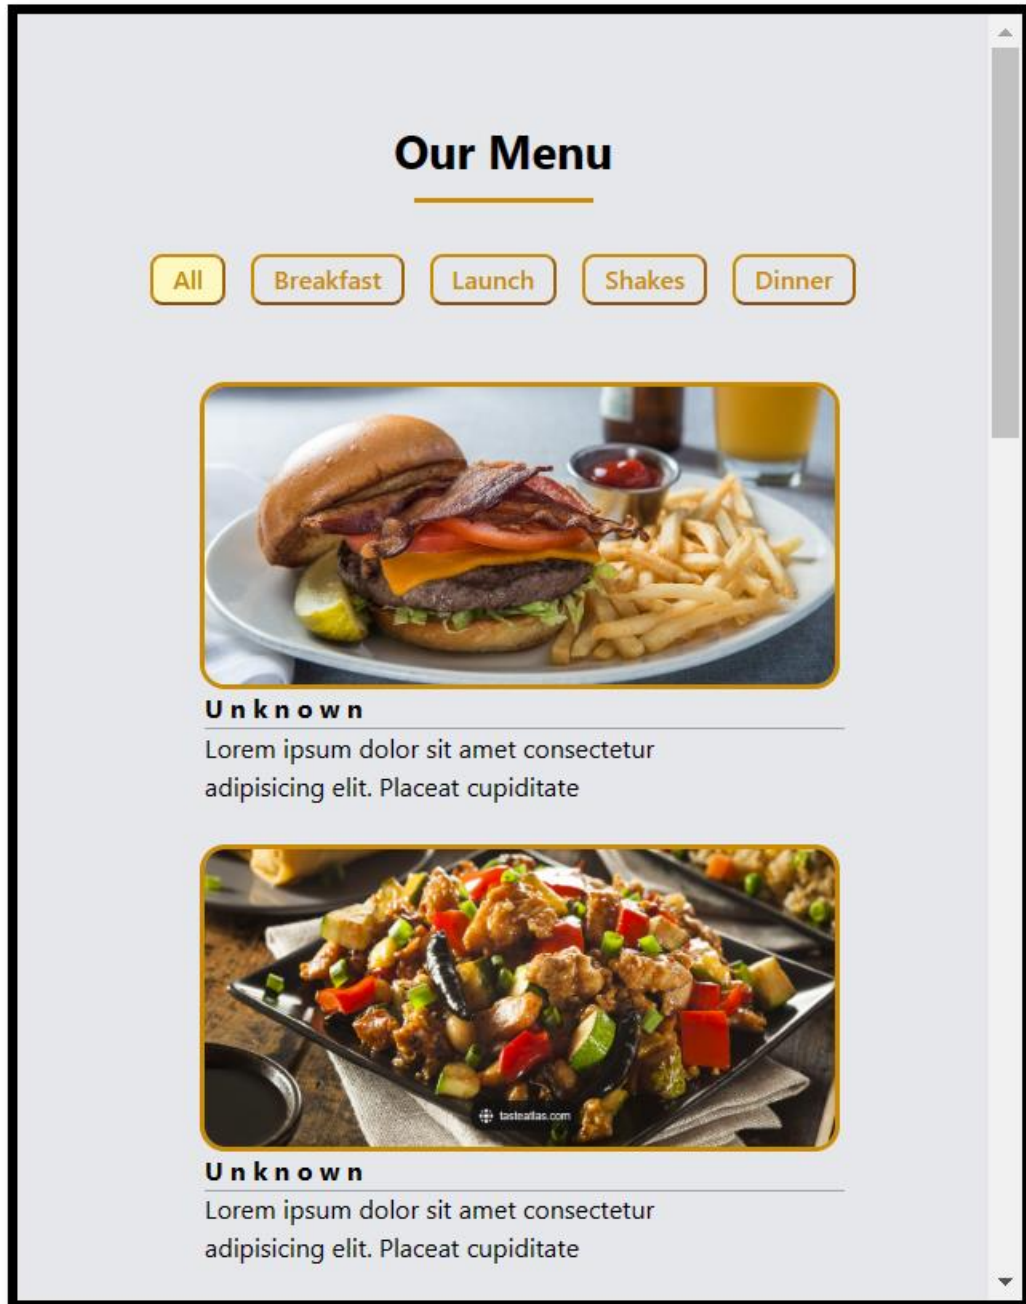 Our Menu
All Breakfast Launch Shakes Dinner
Unknown
Lorem ipsum dolor sit amet consectetur
adipisicing elit. Placeat cupiditate
tasteatlas.com
Unknown
Lorem ipsum dolor sit amet consectetur
adipisicing elit. Placeat cupiditate